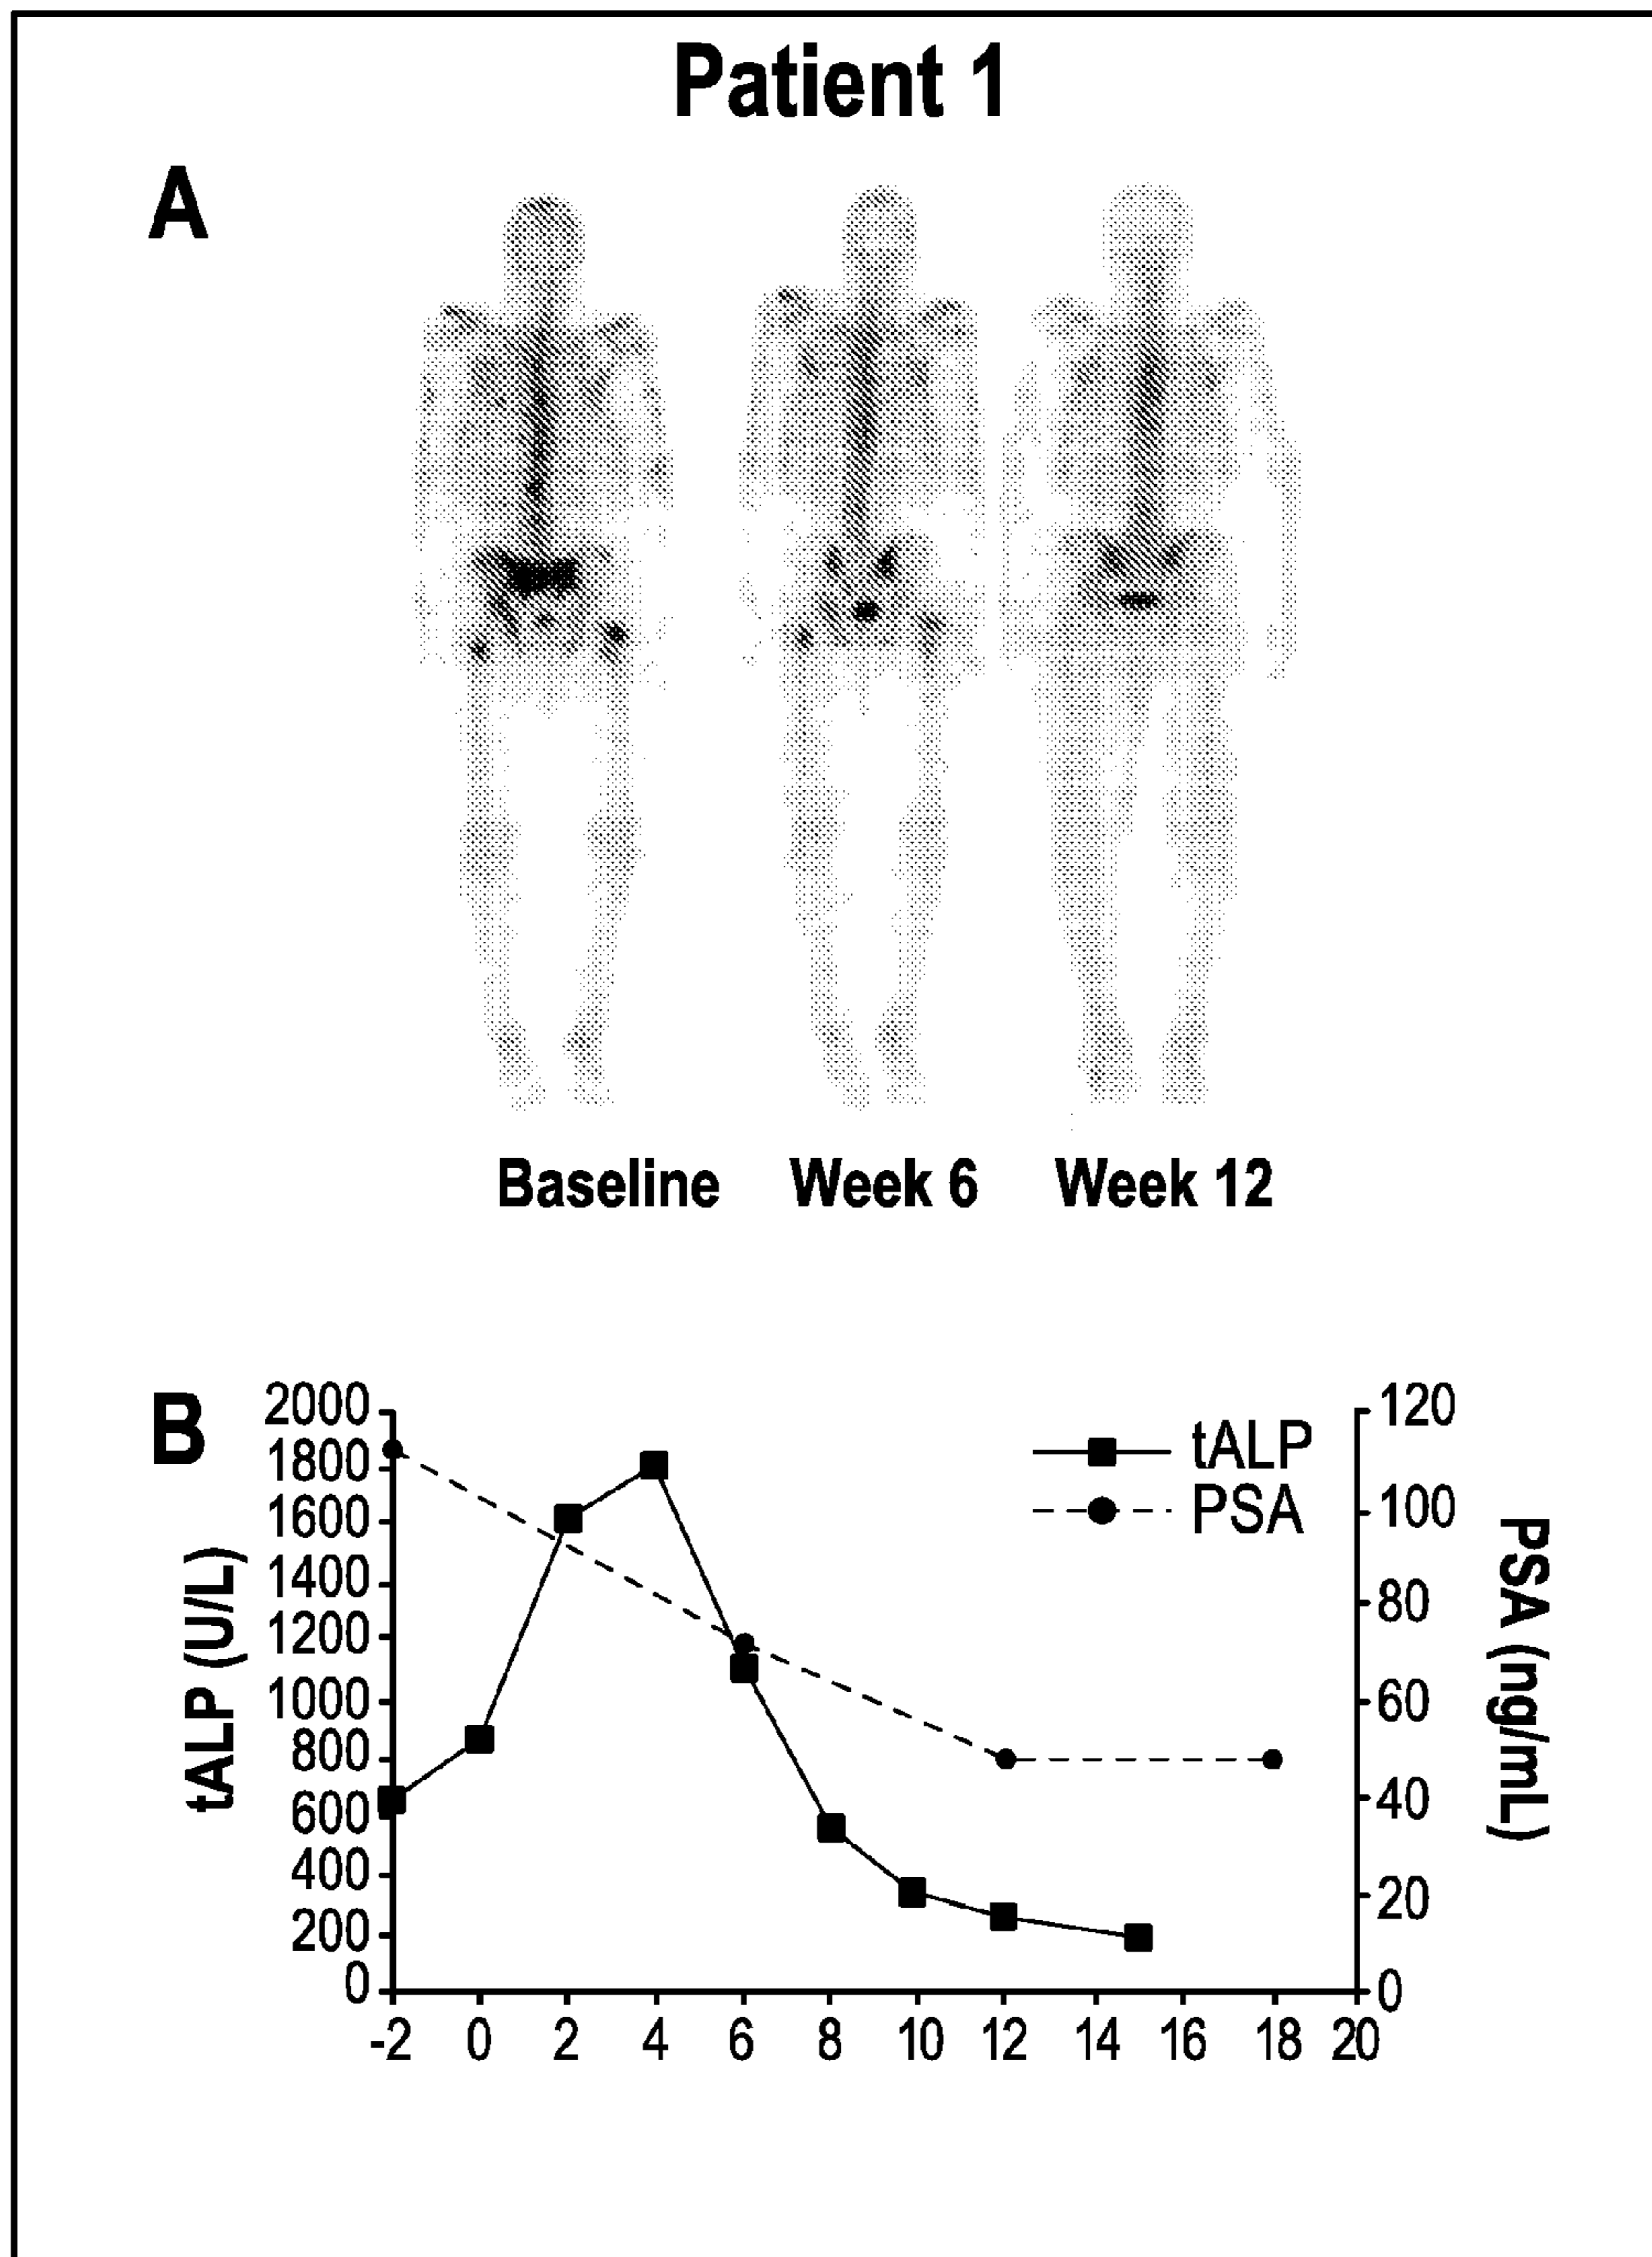 Patient 1
A
Baseline Week 6 Week 12
B
tALP (U/L)
2000
1800
1600
1400
1200
1000
800
600
400
200
0
tALP
PSA
120
100
80
60
40
20
0
PSA (ng/mL)
-2 0 2 4 6 8 10 12 14 16 18 20